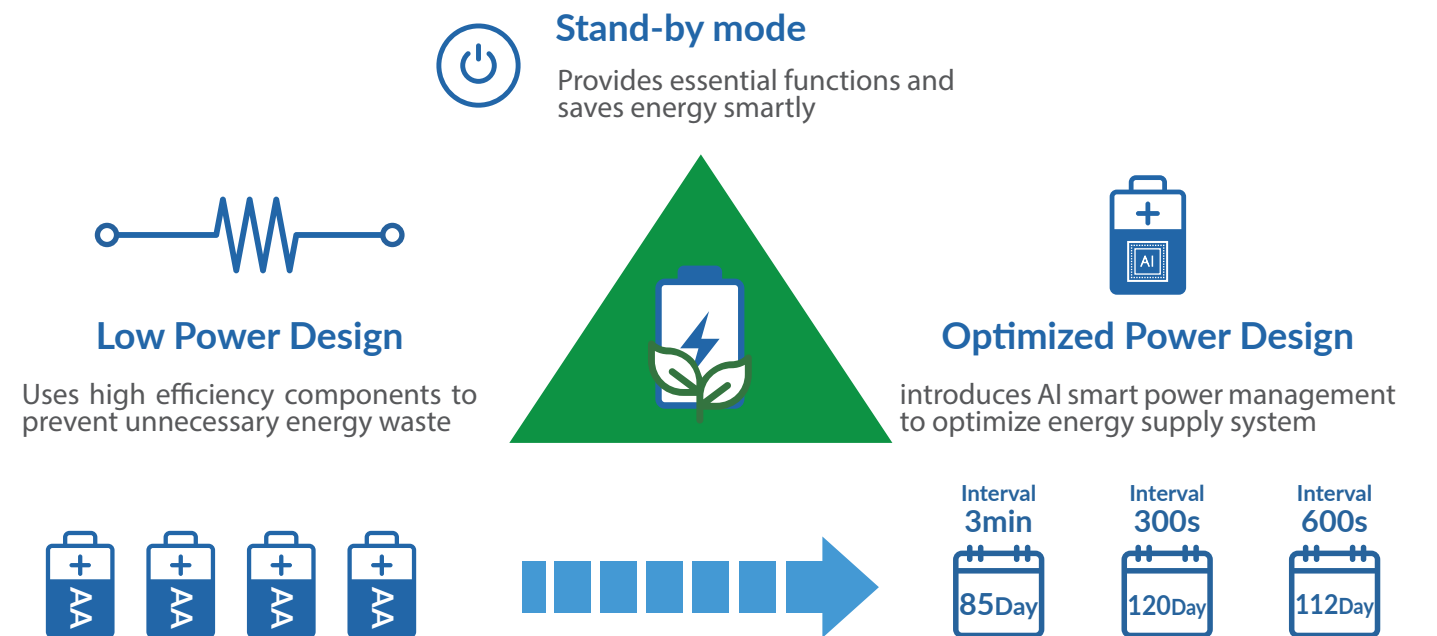 Stand-by mode
Provides essential functions and
saves energy smartly
Low Power Design
Uses high efficiency components to
prevent unnecessary energy waste
AI
Optimized Power Design
introduces AI smart power management
to optimize energy supply system
AA AA AA AA
Interval Interval Interval
3min 300s 600s
85Day 120Day 112Day